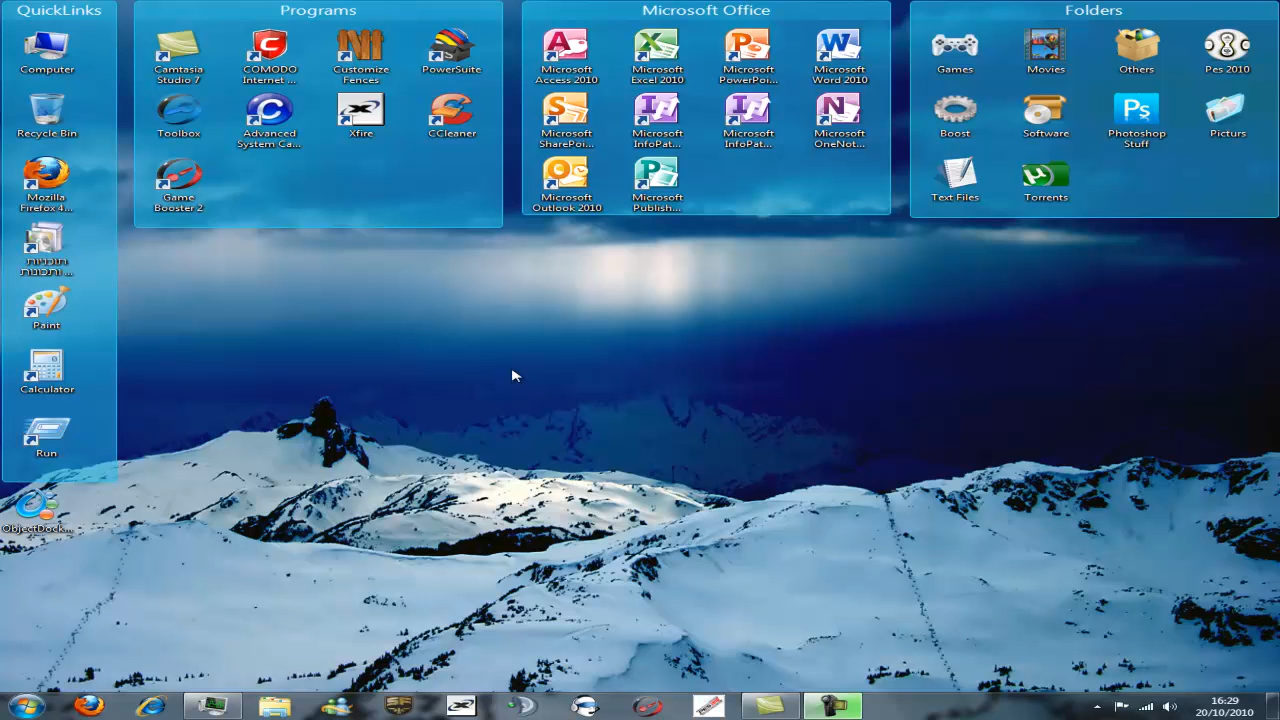 QuickLinks
Computer
Recycle Bin
Mozilla
Firefox 4...
תוכניות
ותכונות ...
Paint
Calculator
Run
ObjectDock...
Programs
Camtasia
Studio 7
COMODO
Internet ...
Customize
Fences
PowerSuite
Toolbox
Advanced
System Ca...
Xfire
CCleaner
Game
Booster 2
Microsoft Office
Microsoft
Access 2010
Microsoft
Excel 2010
Microsoft
PowerPoi...
Microsoft
Word 2010
Microsoft
SharePoi...
Microsoft
InfoPat...
Microsoft
InfoPat...
Microsoft
OneNot...
Microsoft
Outlook 2010
Microsoft
Publish...
Folders
Games
Movies
Others
Pes 2010
Boost
Software
Photoshop
Stuff
Picturs
Text Files
Torrents
16:29
20/10/2010